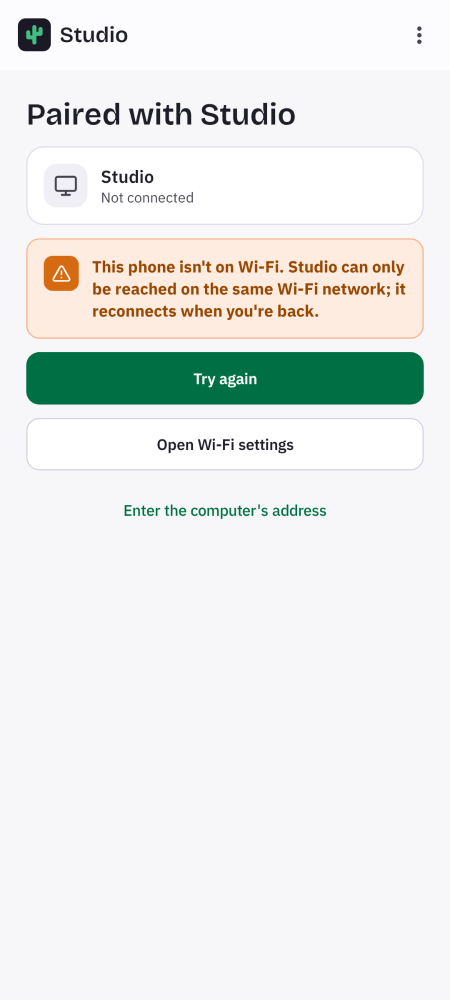 Studio
Paired with Studio
Studio
Not connected
This phone isn't on Wi-Fi. Studio can only
be reached on the same Wi-Fi network; it
reconnects when you're back.
Try again
Open Wi-Fi settings
Enter the computer's address